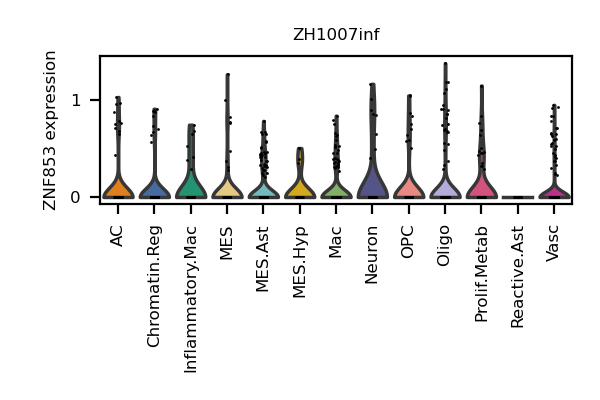 ZH1007inf
ZNF853 expression
1
0
AC
Chromatin.Reg
Inflammatory.Mac
MES
MES.Ast
MES.Hyp
Mac
Neuron
OPC
Oligo
Prolif.Metab
Reactive.Ast
Vasc